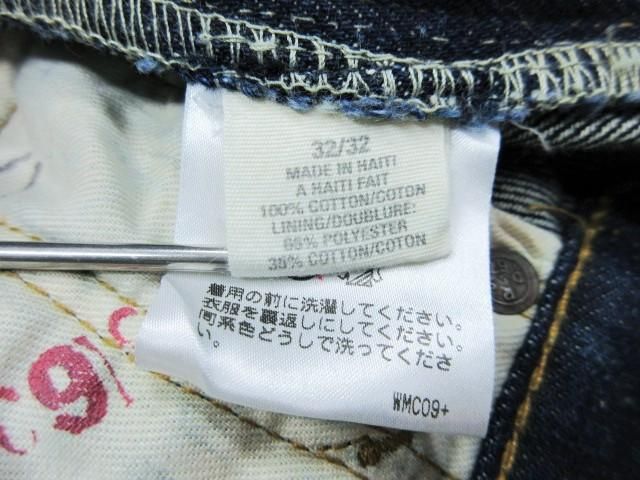 32/32
MADE IN HAITI
A HAITI FAIT
100% COTTON/COTON
LINING/DOUBLURE:
65% POLYESTER
35% COTTON/COTON
着用の前に洗濯してください。
衣服を裏返しにしてください。
同系色どうしで洗ってくださ
い。
WMC09+